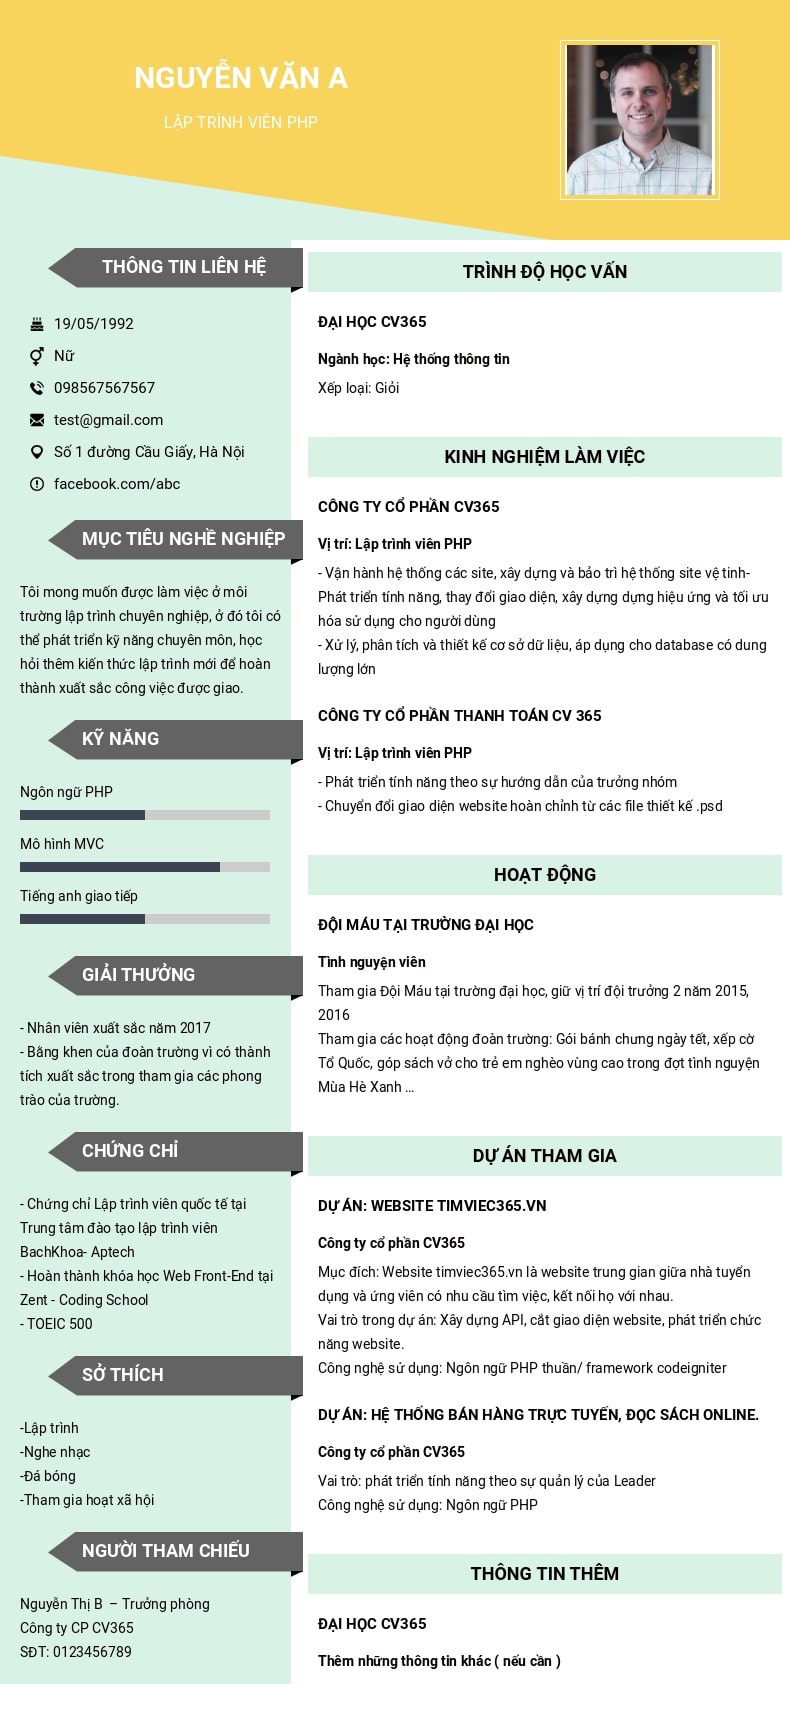 NGUYỄN VĂN A
LẬP TRÌNH VIÊN PHP
THÔNG TIN LIÊN HỆ
19/05/1992
Nữ
098567567567
test@gmail.com
Số 1 đường Cầu Giấy, Hà Nội
facebook.com/abc
MỤC TIÊU NGHỀ NGHIỆP
Tôi mong muốn được làm việc ở môi
trường lập trình chuyên nghiệp, ở đó tôi có
thể phát triển kỹ năng chuyên môn, học
hỏi thêm kiến thức lập trình mới để hoàn
thành xuất sắc công việc được giao.
KỸ NĂNG
Ngôn ngữ PHP
Mô hình MVC
Tiếng anh giao tiếp
GIẢI THƯỞNG
- Nhân viên xuất sắc năm 2017
- Bằng khen của đoàn trường vì có thành
tích xuất sắc trong tham gia các phong
trào của trường.
CHỨNG CHỈ
- Chứng chỉ Lập trình viên quốc tế tại
Trung tâm đào tạo lập trình viên
BachKhoa- Aptech
- Hoàn thành khóa học Web Front-End tại
Zent - Coding School
- TOEIC 500
SỞ THÍCH
-Lập trình
-Nghe nhạc
-Đá bóng
-Tham gia hoạt xã hội
NGƯỜI THAM CHIẾU
Nguyễn Thị B – Trưởng phòng
Công ty CP CV365
SĐT: 0123456789
TRÌNH ĐỘ HỌC VẤN
ĐẠI HỌC CV365
Ngành học: Hệ thống thông tin
Xếp loại: Giỏi
KINH NGHIỆM LÀM VIỆC
CÔNG TY CỔ PHẦN CV365
Vị trí: Lập trình viên PHP
- Vận hành hệ thống các site, xây dựng và bảo trì hệ thống site vệ tinh-
Phát triển tính năng, thay đổi giao diện, xây dựng dựng hiệu ứng và tối ưu
hóa sử dụng cho người dùng
- Xử lý, phân tích và thiết kế cơ sở dữ liệu, áp dụng cho database có dung
lượng lớn
CÔNG TY CỔ PHẦN THANH TOÁN CV 365
Vị trí: Lập trình viên PHP
- Phát triển tính năng theo sự hướng dẫn của trưởng nhóm
- Chuyển đổi giao diện website hoàn chỉnh từ các file thiết kế .psd
HOẠT ĐỘNG
ĐỘI MÁU TẠI TRƯỜNG ĐẠI HỌC
Tình nguyện viên
Tham gia Đội Máu tại trường đại học, giữ vị trí đội trưởng 2 năm 2015,
2016
Tham gia các hoạt động đoàn trường: Gói bánh chưng ngày tết, xếp cờ
Tổ Quốc, góp sách vở cho trẻ em nghèo vùng cao trong đợt tình nguyện
Mùa Hè Xanh ...
DỰ ÁN THAM GIA
DỰ ÁN: WEBSITE TIMVIEC365.VN
Công ty cổ phần CV365
Mục đích: Website timviec365.vn là website trung gian giữa nhà tuyển
dụng và ứng viên có nhu cầu tìm việc, kết nối họ với nhau.
Vai trò trong dự án: Xây dựng API, cắt giao diện website, phát triển chức
năng website.
Công nghệ sử dụng: Ngôn ngữ PHP thuần/ framework codeigniter
DỰ ÁN: HỆ THỐNG BÁN HÀNG TRỰC TUYẾN, ĐỌC SÁCH ONLINE.
Công ty cổ phần CV365
Vai trò: phát triển tính năng theo sự quản lý của Leader
Công nghệ sử dụng: Ngôn ngữ PHP
THÔNG TIN THÊM
ĐẠI HỌC CV365
Thêm những thông tin khác ( nếu cần )